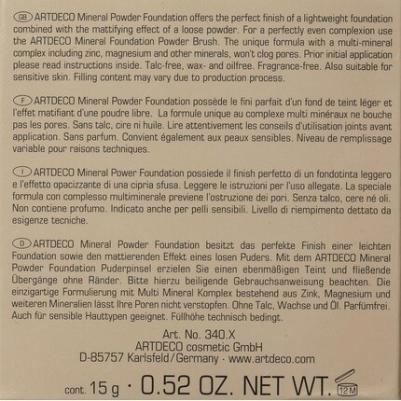 GB ARTDECO Mineral Powder Foundation offers the perfect finish of a lightweight foundation
combined with the mattifying effect of a loose powder. For a perfectly even complexion use
the ARTDECO Mineral Foundation Powder Brush. The unique formula with a multi-mineral
complex including zinc, magnesium and other minerals, won't clog pores. Prior initial application
please read instructions inside. Talc-free, wax- and oilfree. Fragrance-free. Also suitable for
sensitive skin. Filling content may vary due to production process.
F ARTDECO Mineral Powder Foundation possède le fini parfait d'un fond de teint léger et
l'effet matifiant d'une poudre libre. La formule unique au complexe multi minéraux ne bouche
pas les pores. Sans talc, cire ni huile. Lire attentivement les conseils d'utilisation joints avant
application. Sans parfum. Convient également aux peaux sensibles. Niveau de remplissage
variable pour raisons techniques.
I ARTDECO Mineral Power Foundation possiede il finish perfetto di un fondotinta leggero
e l'effetto opacizzante di una cipria sfusa. Leggere le istruzioni per l'uso allegate. La speciale
formula con complesso multiminerale previene l'ostruzione dei pori. Senza talco, cere né oli.
Non contiene profumo. Indicato anche per pelli sensibili. Livello di riempimento dettato da
esigenze tecniche.
D ARTDECO Mineral Powder Foundation besitzt das perfekte Finish einer leichten
Foundation sowie den mattierenden Effekt eines losen Puders. Mit dem ARTDECO Mineral
Powder Foundation Puderpinsel erzielen Sie einen ebenmäßigen Teint und fließende
Übergänge ohne Ränder. Bitte hierzu beiligende Gebrauchsanweisung beachten. Die
einzigartige Formulierung mit Multi Mineral Komplex bestehend aus Zink, Magnesium und
weiteren Mineralien lässt Ihre Poren nicht verstopfen. Ohne Talc, Wachse und Öl. Parfümfrei.
Auch für sensible Hauttypen geeignet. Füllhöhe technisch bedingt.
Art. No. 340.X
ARTDECO cosmetic GmbH
D-85757 Karlsfeld/Germany · www.artdeco.com
cont. 15 g · 0.52 OZ. NET WT. 12 M